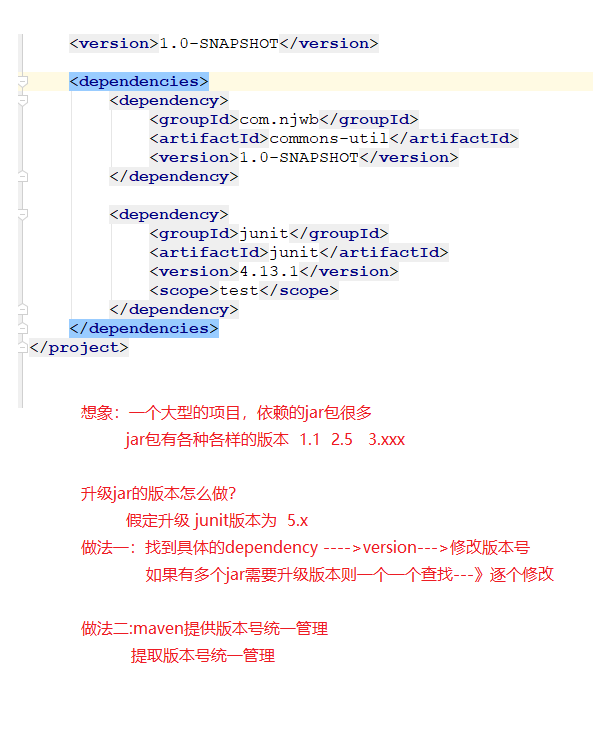 <version>1.0-SNAPSHOT</version>
<dependencies>
<dependency>
<groupId>com.njwb</groupId>
<artifactId>commons-util</artifactId>
<version>1.0-SNAPSHOT</version>
</dependency>
<dependency>
<groupId>junit</groupId>
<artifactId>junit</artifactId>
<version>4.13.1</version>
<scope>test</scope>
</dependency>
</dependencies>
</project>
想象：一个大型的项目，依赖的jar包很多
jar包有各种各样的版本 1.1 2.5 3.xxx
升级jar的版本怎么做？
假定升级 junit版本为 5.x
做法一：找到具体的dependency ---->version--->修改版本号
如果有多个jar需要升级版本则一个一个查找---》逐个修改
做法二:maven提供版本号统一管理
提取版本号统一管理